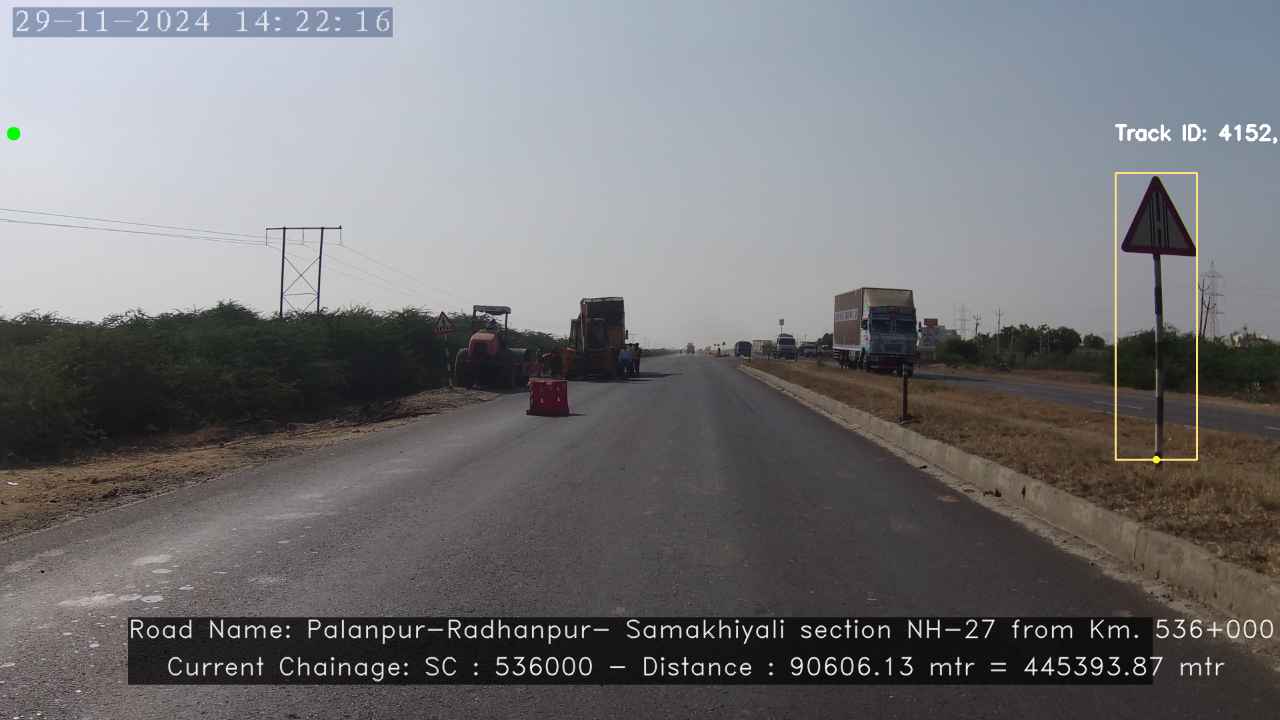 29-11-2024 14:22:16
Track ID: 4152,
Road Name: Palanpur-Radhanpur- Samakhiyali section NH-27 from Km. 536+000
Current Chainage: SC : 536000 - Distance : 90606.13 mtr = 445393.87 mtr